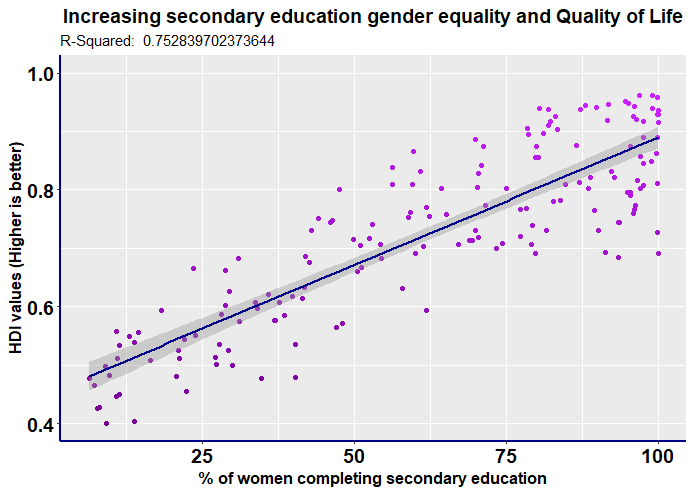 Increasing secondary education gender equality and Quality of Life
R-Squared:  0.752839702373644
1.0
0.8
0.6
0.4
HDI values (Higher is better)
25
50
75
100
% of women completing secondary education